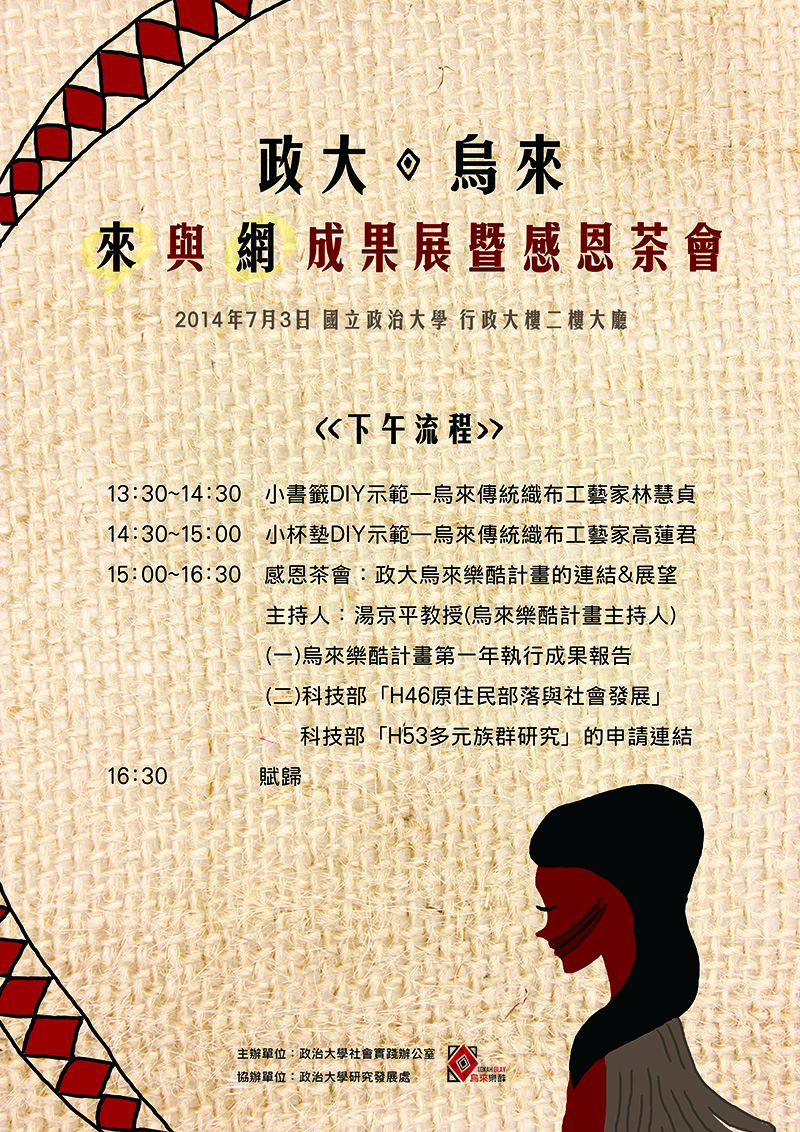 政大 烏來
來與網成果展暨感恩茶會
2014年7月3日 國立政治大學 行政大樓二樓大廳
<<下午流程>>
13:30~14:30 小書籤DIY示範—烏來傳統織布工藝家林慧貞
14:30~15:00 小杯墊DIY示範—烏來傳統織布工藝家高蓮君
15:00~16:30 感恩茶會：政大烏來樂酷計畫的連結&展望
主持人：湯京平教授(烏來樂酷計畫主持人)
(一)烏來樂酷計畫第一年執行成果報告
(二)科技部「H46原住民部落與社會發展」
科技部「H53多元族群研究」的申請連結
16:30 賦歸
主辦單位：政治大學社會實踐辦公室
協辦單位：政治大學研究發展處
LOKAH ULAY
烏來樂酷